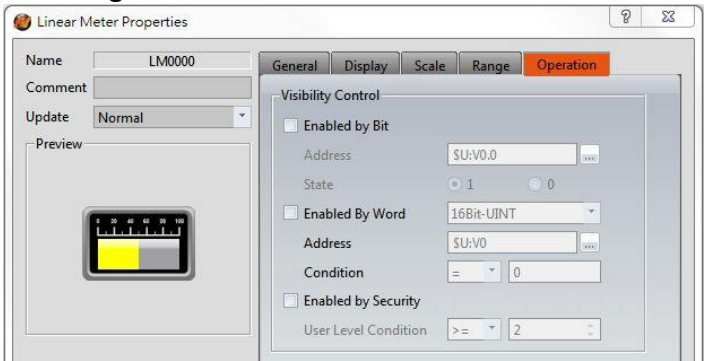 Linear Meter Properties
Name LM0000
Comment
Update Normal
Preview
0 20 40 60 80 100
General Display Scale Range Operation
Visibility Control
Enabled by Bit
Address $U:V0.0 ...
State 1 0
Enabled By Word 16Bit-UINT
Address $U:V0 ...
Condition = 0
Enabled by Security
User Level Condition >= 2